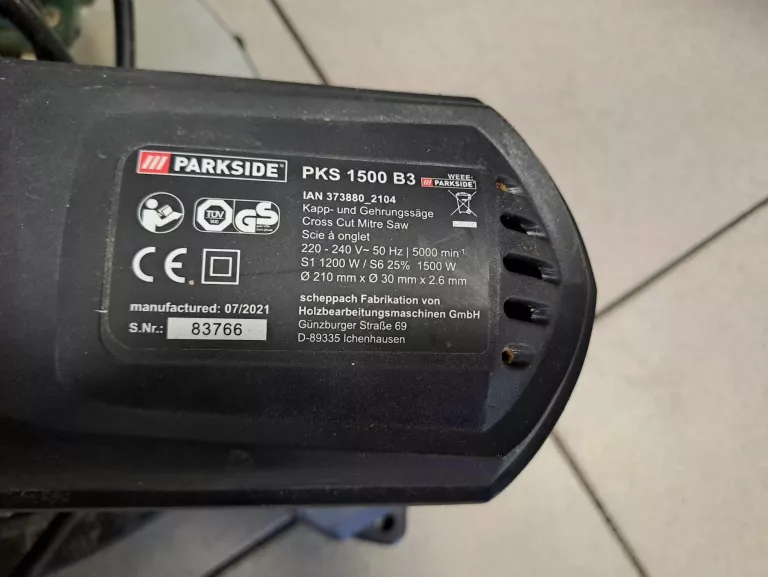 PARKSIDE
PKS 1500 B3
WEEE-
PARKSIDE
IAN 373880_2104
Kapp- und Gehrungssäge
Cross Cut Mitre Saw
Scie à onglet
220 - 240 V~ 50 Hz | 5000 min-1
S1 1200 W / S6 25% 1500 W
Ø 210 mm x Ø 30 mm x 2.6 mm
TÜV
GS
CE
manufactured: 07/2021
S.Nr.: 83766
scheppach Fabrikation von
Holzbearbeitungsmaschinen GmbH
Günzburger Straße 69
D-89335 Ichenhausen